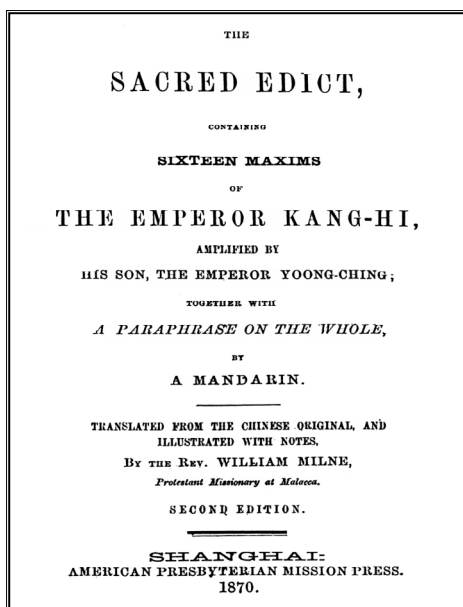 THE
SACRED EDICT,
CONTAINING
SIXTEEN MAXIMS
OF
THE EMPEROR KANG-HI,
AMPLIFIED BY
HIS SON, THE EMPEROR YOONG-CHING;
TOGETHER WITH
A PARAPHRASE ON THE WHOLE,
BY
A MANDARIN.
TRANSLATED FROM THE CHINESE ORIGINAL, AND
ILLUSTRATED WITH NOTES,
BY THE REV. WILLIAM MILNE,
Protestant Missionary at Malacca.
SECOND EDITION.
SHANGHAI:
AMERICAN PRESBYTERIAN MISSION PRESS.
1870.